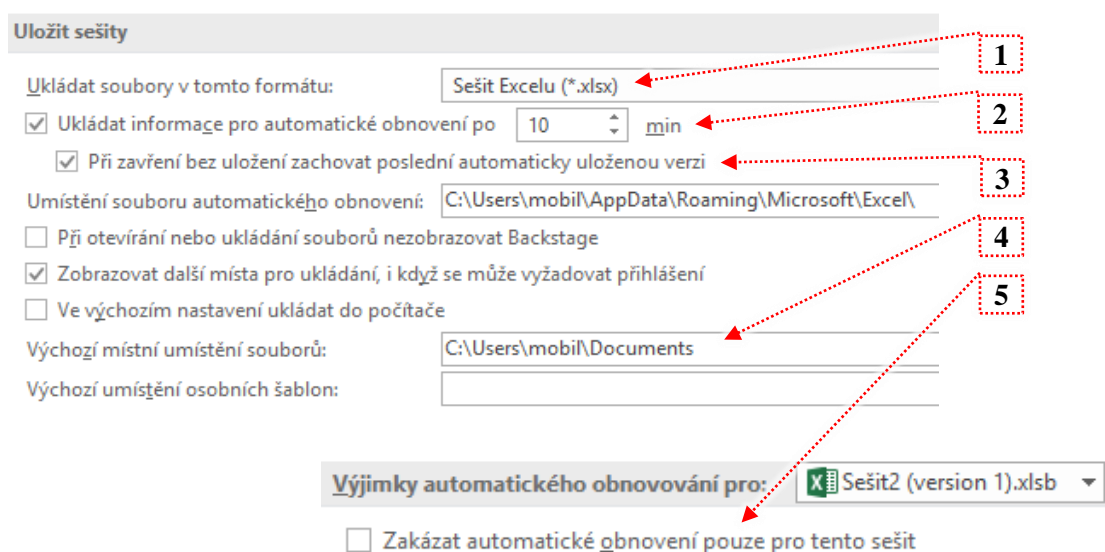 Uložit sešity
1
Ukládat soubory v tomto formátu: Sešit Excelu (*.xlsx)
2
Ukládat informace pro automatické obnovení po 10 min
Při zavření bez uložení zachovat poslední automaticky uloženou verzi
3
Umístění souboru automatického obnovení: C:\Users\mobil\AppData\Roaming\Microsoft\Excel\
Při otevírání nebo ukládání souborů nezobrazovat Backstage
4
Zobrazovat další místa pro ukládání, i když se může vyžadovat přihlášení
5
Ve výchozím nastavení ukládat do počítače
Výchozí místní umístění souborů: C:\Users\mobil\Documents
Výchozí umístění osobních šablon:
Výjimky automatického obnovování pro: Sešit2 (version 1).xlsb
Zakázat automatické obnovení pouze pro tento sešit